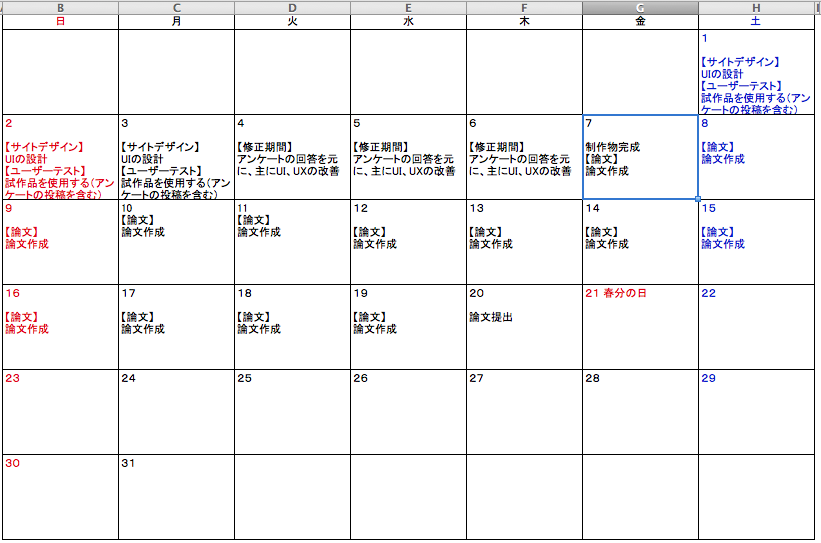 B C D E F G H
日 月 火 水 木 金 土
1
【サイトデザイン】
UIの設計
【ユーザーテスト】
試作品を使用する(アン
ケートの投稿を含む)
2
【サイトデザイン】
UIの設計
【ユーザーテスト】
試作品を使用する(アン
ケートの投稿を含む)
3
【サイトデザイン】
UIの設計
【ユーザーテスト】
試作品を使用する(アン
ケートの投稿を含む)
4
【修正期間】
アンケートの回答を元
に、主にUI、UXの改善
5
【修正期間】
アンケートの回答を元
に、主にUI、UXの改善
6
【修正期間】
アンケートの回答を元
に、主にUI、UXの改善
7
制作物完成
【論文】
論文作成
8
【論文】
論文作成
9
【論文】
論文作成
10
【論文】
論文作成
11
【論文】
論文作成
12
【論文】
論文作成
13
【論文】
論文作成
14
【論文】
論文作成
15
【論文】
論文作成
16
【論文】
論文作成
17
【論文】
論文作成
18
【論文】
論文作成
19
【論文】
論文作成
20
論文提出
21 春分の日
22
23
24
25
26
27
28
29
30
31